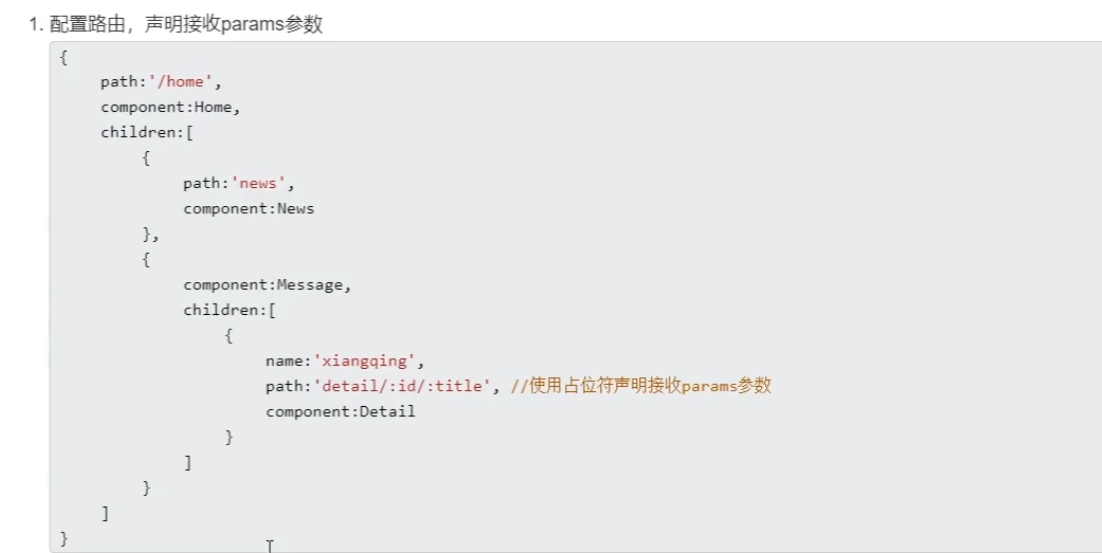 1. 配置路由，声明接收params参数
{
    path:'/home',
    component:Home,
    children:[
        {
            path:'news',
            component:News
        },
        {
            component:Message,
            children:[
                {
                    name:'xiangqing',
                    path:'detail/:id/:title', //使用占位符声明接收params参数
                    component:Detail
                }
            ]
        }
    ]
}